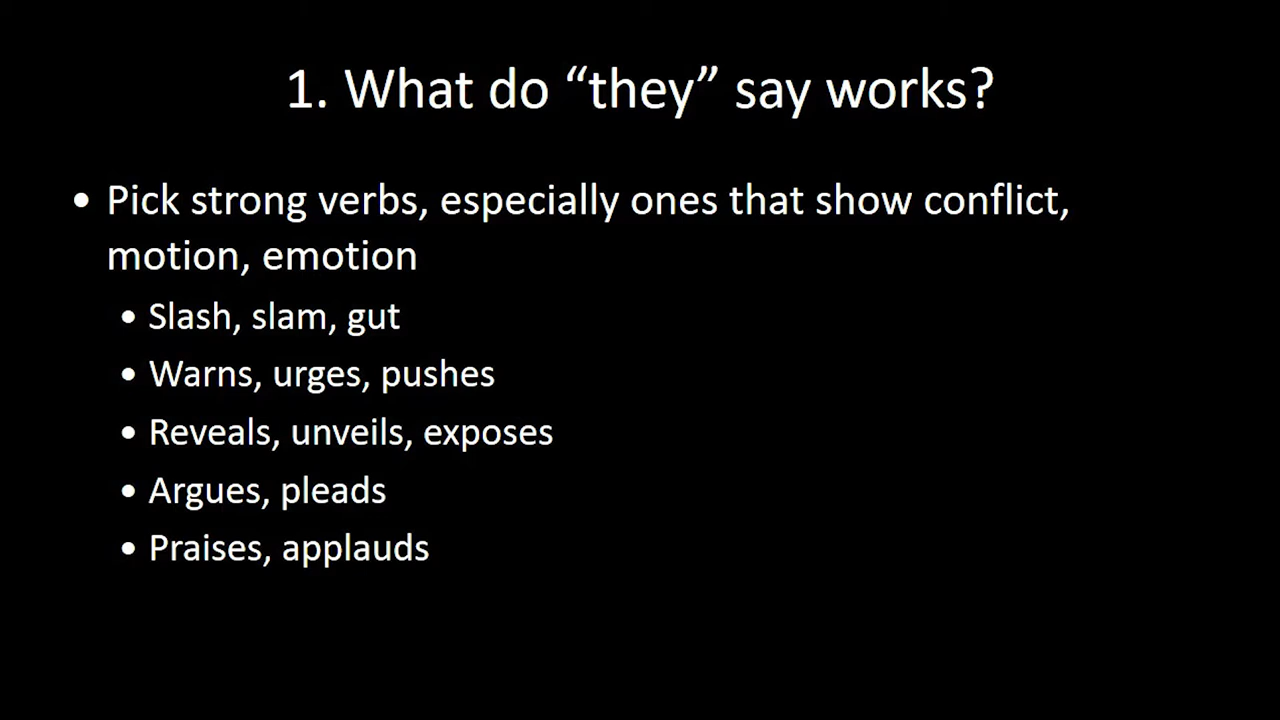 1. What do “they” say works?
• Pick strong verbs, especially ones that show conflict,
motion, emotion
• Slash, slam, gut
• Warns, urges, pushes
• Reveals, unveils, exposes
• Argues, pleads
• Praises, applauds